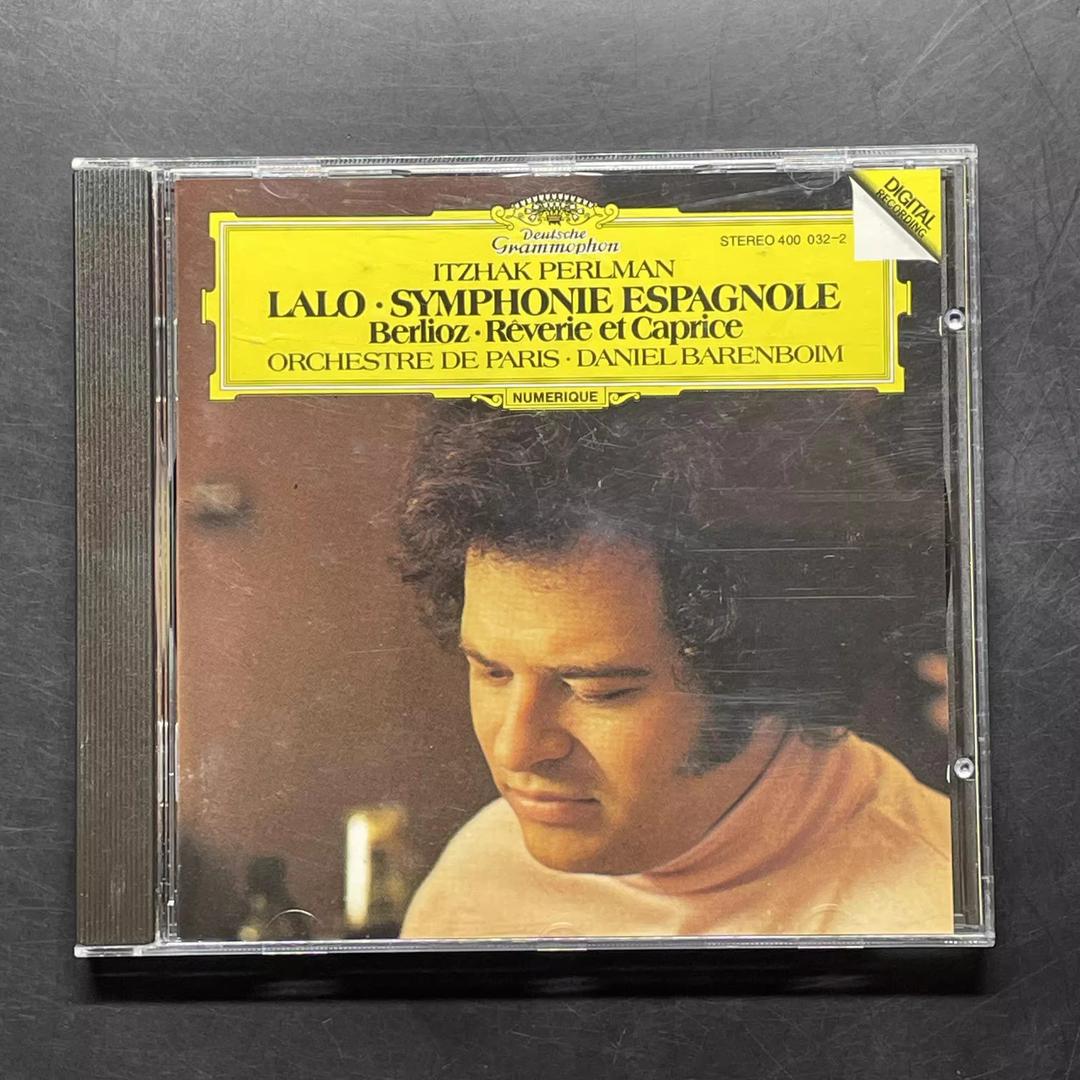 Deutsche
Grammophon
STEREO 400 032-2
DIGITAL
RECORDING
ITZHAK PERLMAN
LALO · SYMPHONIE ESPAGNOLE
Berlioz · Rêverie et Caprice
ORCHESTRE DE PARIS · DANIEL BARENBOIM
NUMERIQUE